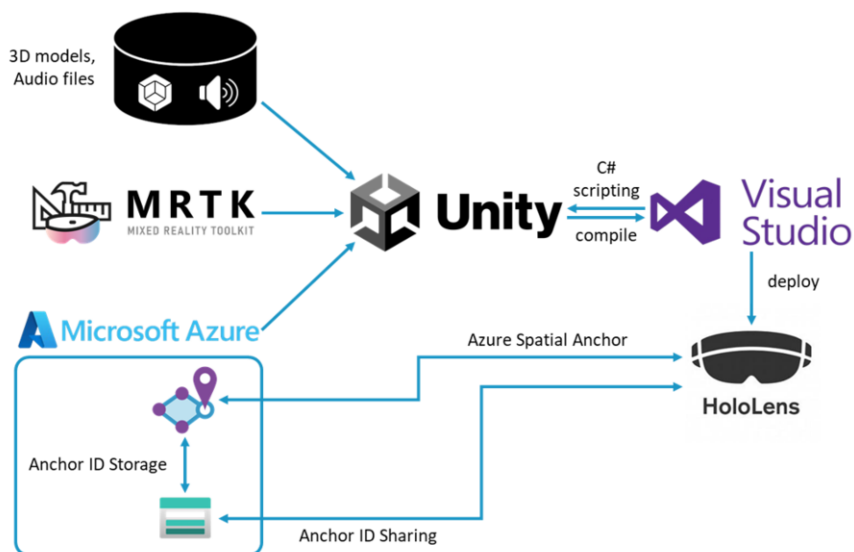 3D models,
Audio files
MRTK
MIXED REALITY TOOLKIT
Unity
C#
scripting
compile
Visual
Studio
deploy
Microsoft Azure
Azure Spatial Anchor
HoloLens
Anchor ID Storage
Anchor ID Sharing